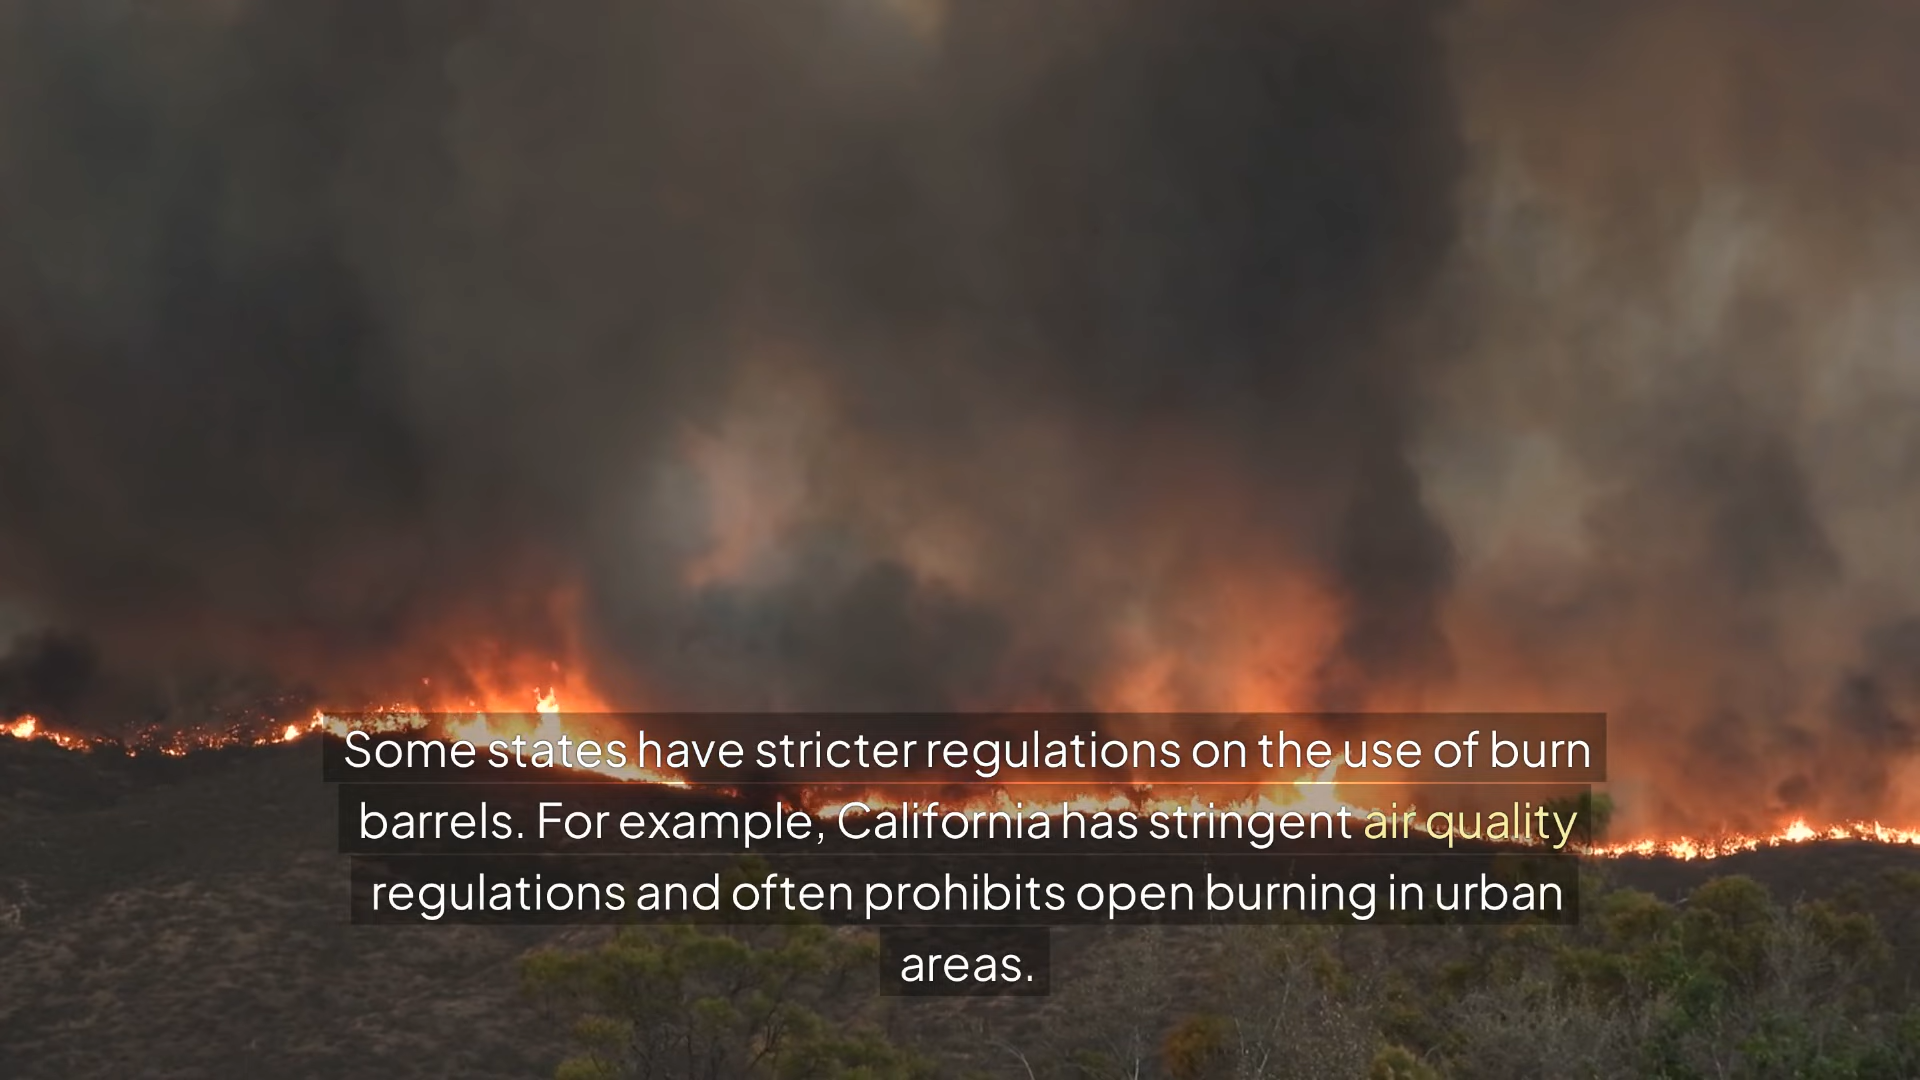 Some states have stricter regulations on the use of burn
barrels. For example, California has stringent air quality
regulations and often prohibits open burning in urban
areas.